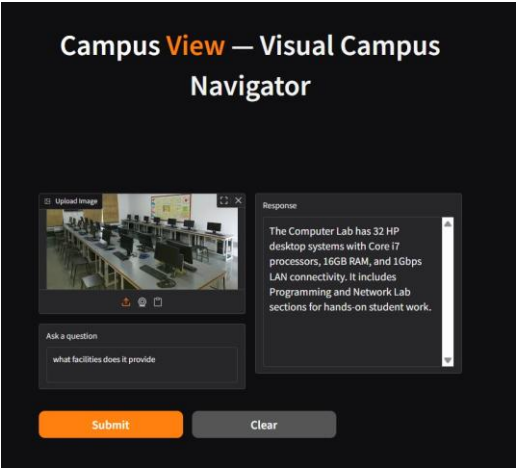 Campus View — Visual Campus
Navigator
Upload Image
Response
The Computer Lab has 32 HP
desktop systems with Core i7
processors, 16GB RAM, and 1Gbps
LAN connectivity. It includes
Programming and Network Lab
sections for hands-on student work.
Ask a question
what facilities does it provide
Submit
Clear